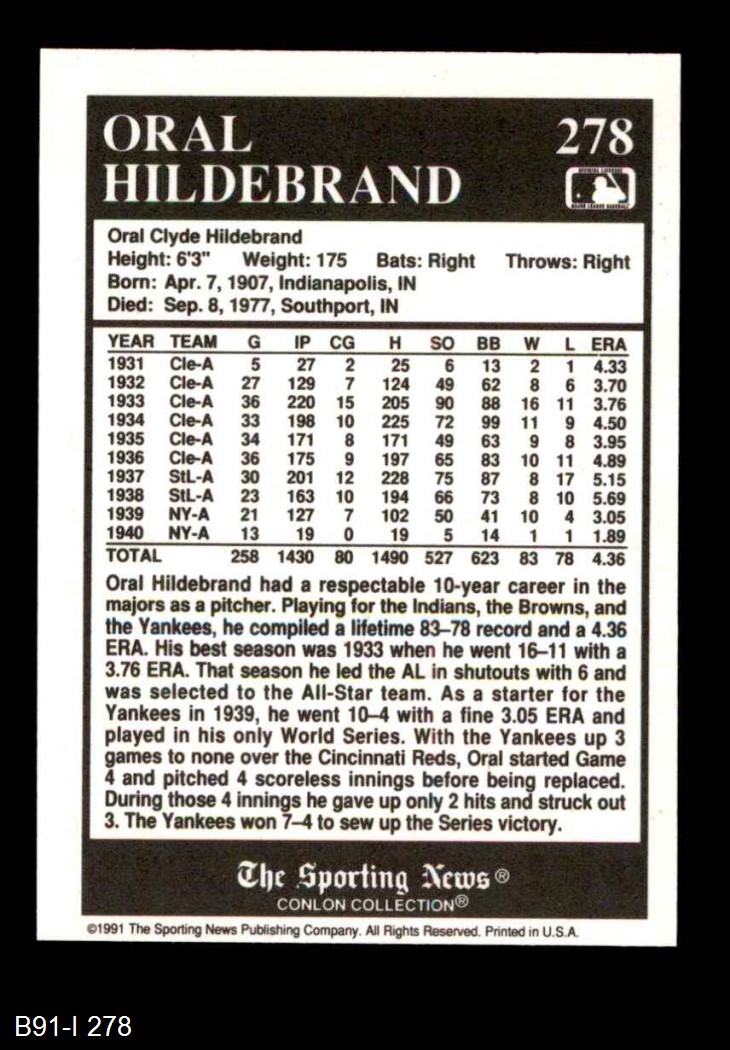 ORAL 278
HILDEBRAND
Oral Clyde Hildebrand
Height: 6'3" Weight: 175 Bats: Right Throws: Right
Born: Apr. 7, 1907, Indianapolis, IN
Died: Sep. 8, 1977, Southport, IN
YEAR TEAM G IP CG H SO BB W L ERA
1931 Cle-A 5 27 2 25 6 13 2 1 4.33
1932 Cle-A 27 129 7 124 49 62 8 6 3.70
1933 Cle-A 36 220 15 205 90 88 16 11 3.76
1934 Cle-A 33 198 10 225 72 99 11 9 4.50
1935 Cle-A 34 171 8 171 49 63 9 8 3.95
1936 Cle-A 36 175 9 197 65 83 10 11 4.89
1937 StL-A 30 201 12 228 75 87 8 17 5.15
1938 StL-A 23 163 10 194 66 73 8 10 5.69
1939 NY-A 21 127 7 102 50 41 10 4 3.05
1940 NY-A 13 19 0 19 5 14 1 1 1.89
TOTAL 258 1430 80 1490 527 623 83 78 4.36
Oral Hildebrand had a respectable 10-year career in the
majors as a pitcher. Playing for the Indians, the Browns, and
the Yankees, he compiled a lifetime 83–78 record and a 4.36
ERA. His best season was 1933 when he went 16–11 with a
3.76 ERA. That season he led the AL in shutouts with 6 and
was selected to the All-Star team. As a starter for the
Yankees in 1939, he went 10–4 with a fine 3.05 ERA and
played in his only World Series. With the Yankees up 3
games to none over the Cincinnati Reds, Oral started Game
4 and pitched 4 scoreless innings before being replaced.
During those 4 innings he gave up only 2 hits and struck out
3. The Yankees won 7–4 to sew up the Series victory.
The Sporting News®
CONLON COLLECTION®
©1991 The Sporting News Publishing Company. All Rights Reserved. Printed in U.S.A.
B91-I 278